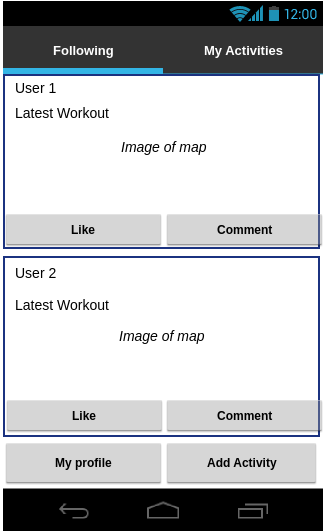 12:00
Following My Activities
User 1
Latest Workout
Image of map
Like Comment
User 2
Latest Workout
Image of map
Like Comment
My profile Add Activity